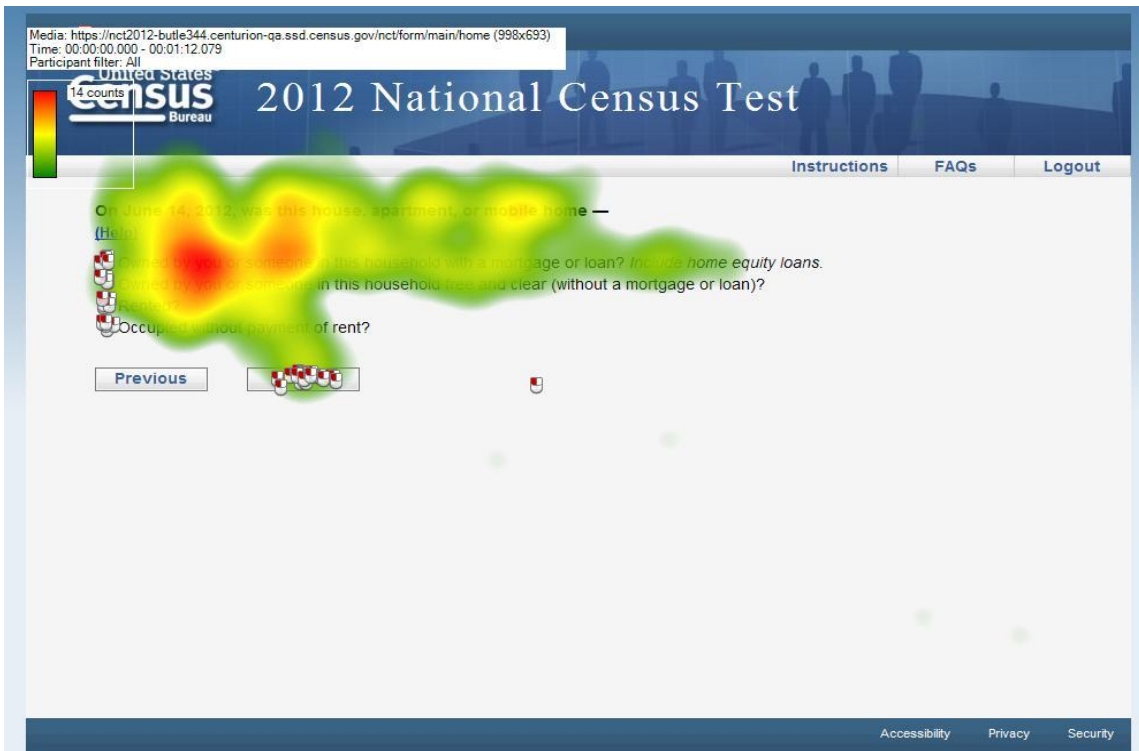 Media: https://nct2012-butle344.centurion-qa.ssd.census.gov/nct/form/main/home (998x693)
Time: 00:00:00.000 - 00:01:12.079
Participant filter: All
United States
14 counts
Census
Bureau
2012 National Census Test
Instructions FAQs Logout
On June 14, 2012, was this house, apartment, or mobile home —
(Help)
Owned by you or someone in this household with a mortgage or loan? Include home equity loans.
Owned by you or someone in this household free and clear (without a mortgage or loan)?
Rented?
Occupied without payment of rent?
Previous
Accessibility Privacy Security